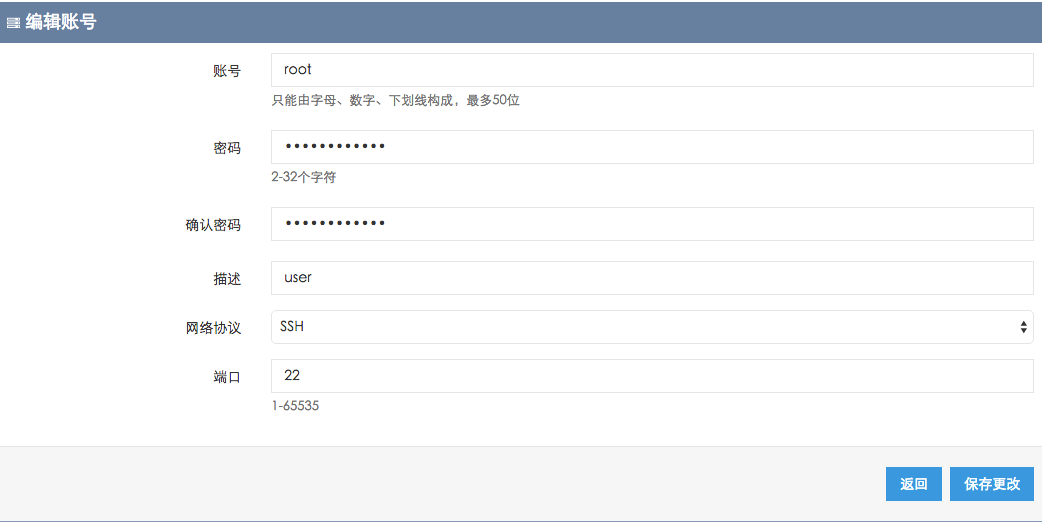 编辑账号
账号 root
只能由字母、数字、下划线构成，最多50位
密码 ••••••••••••
2-32个字符
确认密码 ••••••••••••
描述 user
网络协议 SSH
端口 22
1-65535
返回 保存更改